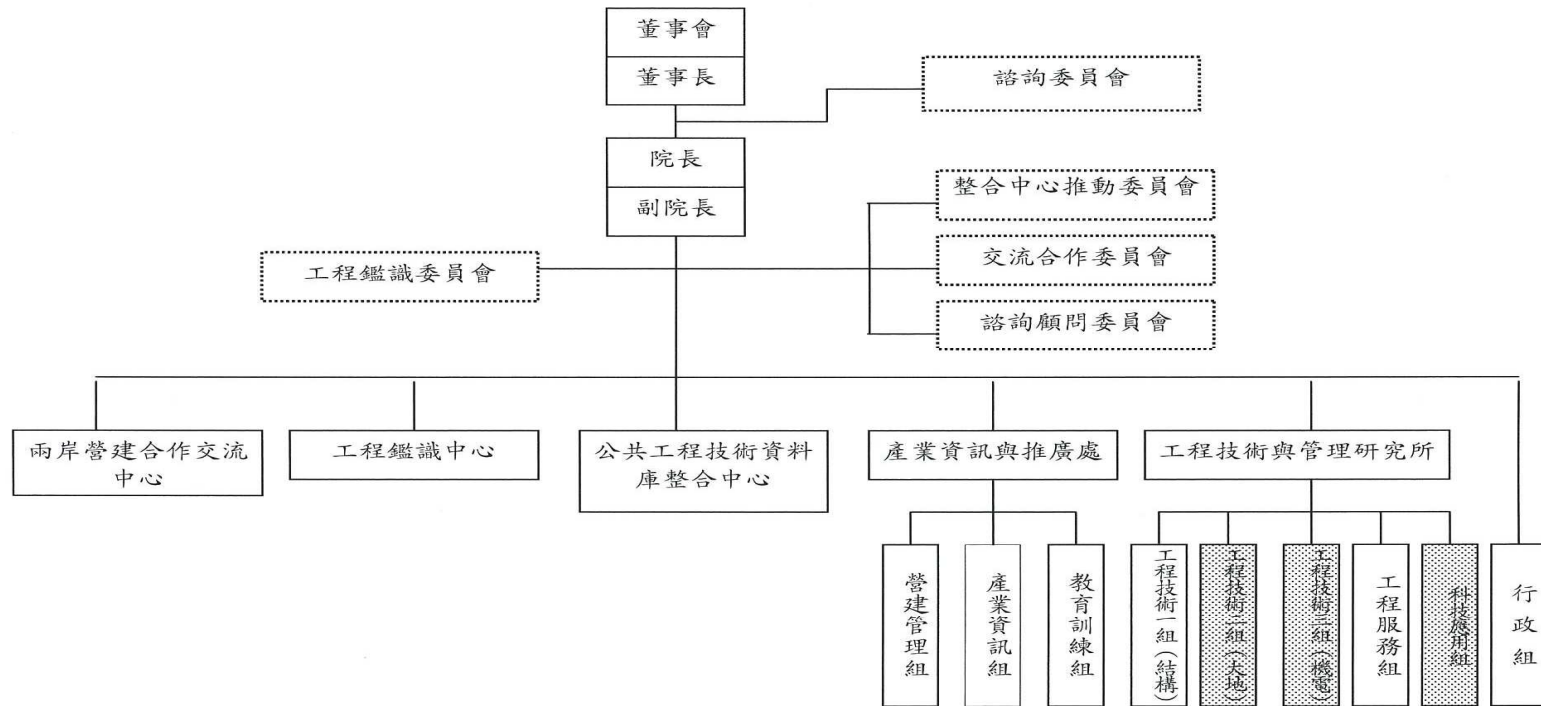 董事會
董事長
諮詢委員會
院長
副院長
整合中心推動委員會
工程鑑識委員會
交流合作委員會
諮詢顧問委員會
兩岸營建合作交流
中心
工程鑑識中心
公共工程技術資料
庫整合中心
產業資訊與推廣處
工程技術與管理研究所
營建管理組
產業資訊組
教育訓練組
工程技術一組(結構)
工程技術二組(大地)
工程技術三組(機電)
工程服務組
科技應用組
行政組